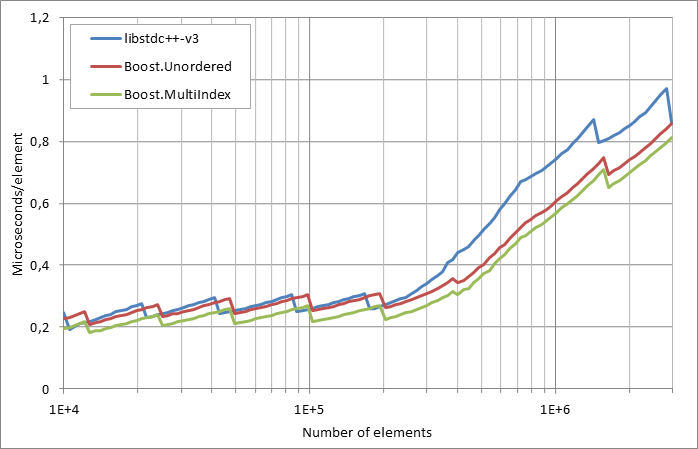 1,2
libstdc++-v3
Boost.Unordered
Boost.MultiIndex
1
0,8
0,6
0,4
0,2
0
Microseconds/element
1E+4 1E+5 1E+6
Number of elements